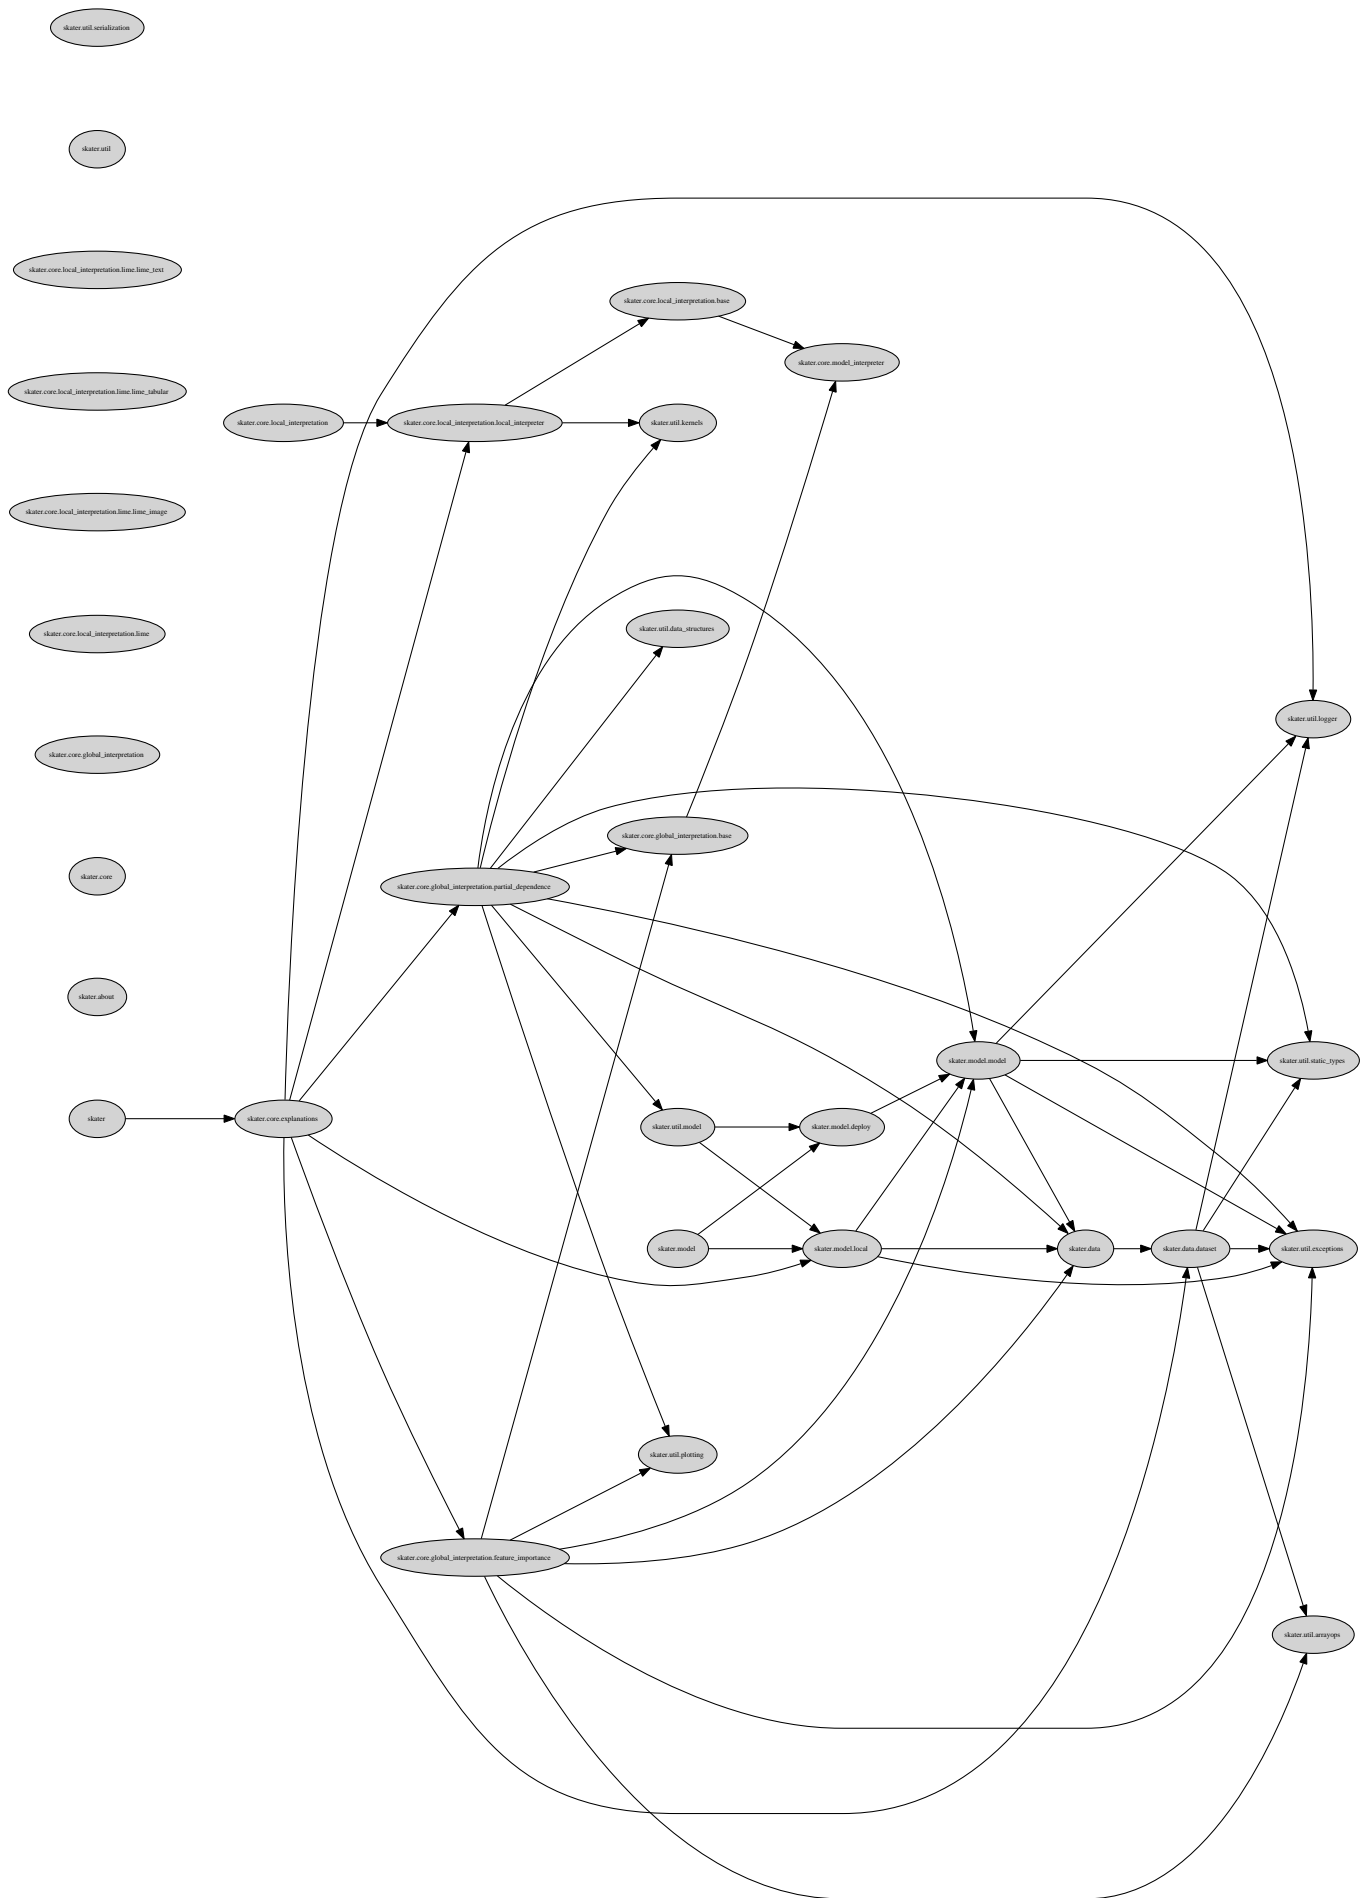 skater.util.serialization
skater.util
skater.core.local_interpretation.lime.lime_text
skater.core.local_interpretation.base
skater.core.model_interpreter
skater.core.local_interpretation.lime.lime_tabular
skater.core.local_interpretation
skater.core.local_interpretation.local_interpreter
skater.util.kernels
skater.core.local_interpretation.lime.lime_image
skater.util.data_structures
skater.core.local_interpretation.lime
skater.util.logger
skater.core.global_interpretation
skater.core.global_interpretation.base
skater.core
skater.core.global_interpretation.partial_dependence
skater.about
skater.model.model
skater.util.static_types
skater
skater.core.explanations
skater.util.model
skater.model.deploy
skater.model
skater.model.local
skater.data
skater.data.dataset
skater.util.exceptions
skater.util.plotting
skater.core.global_interpretation.feature_importance
skater.util.arrayops